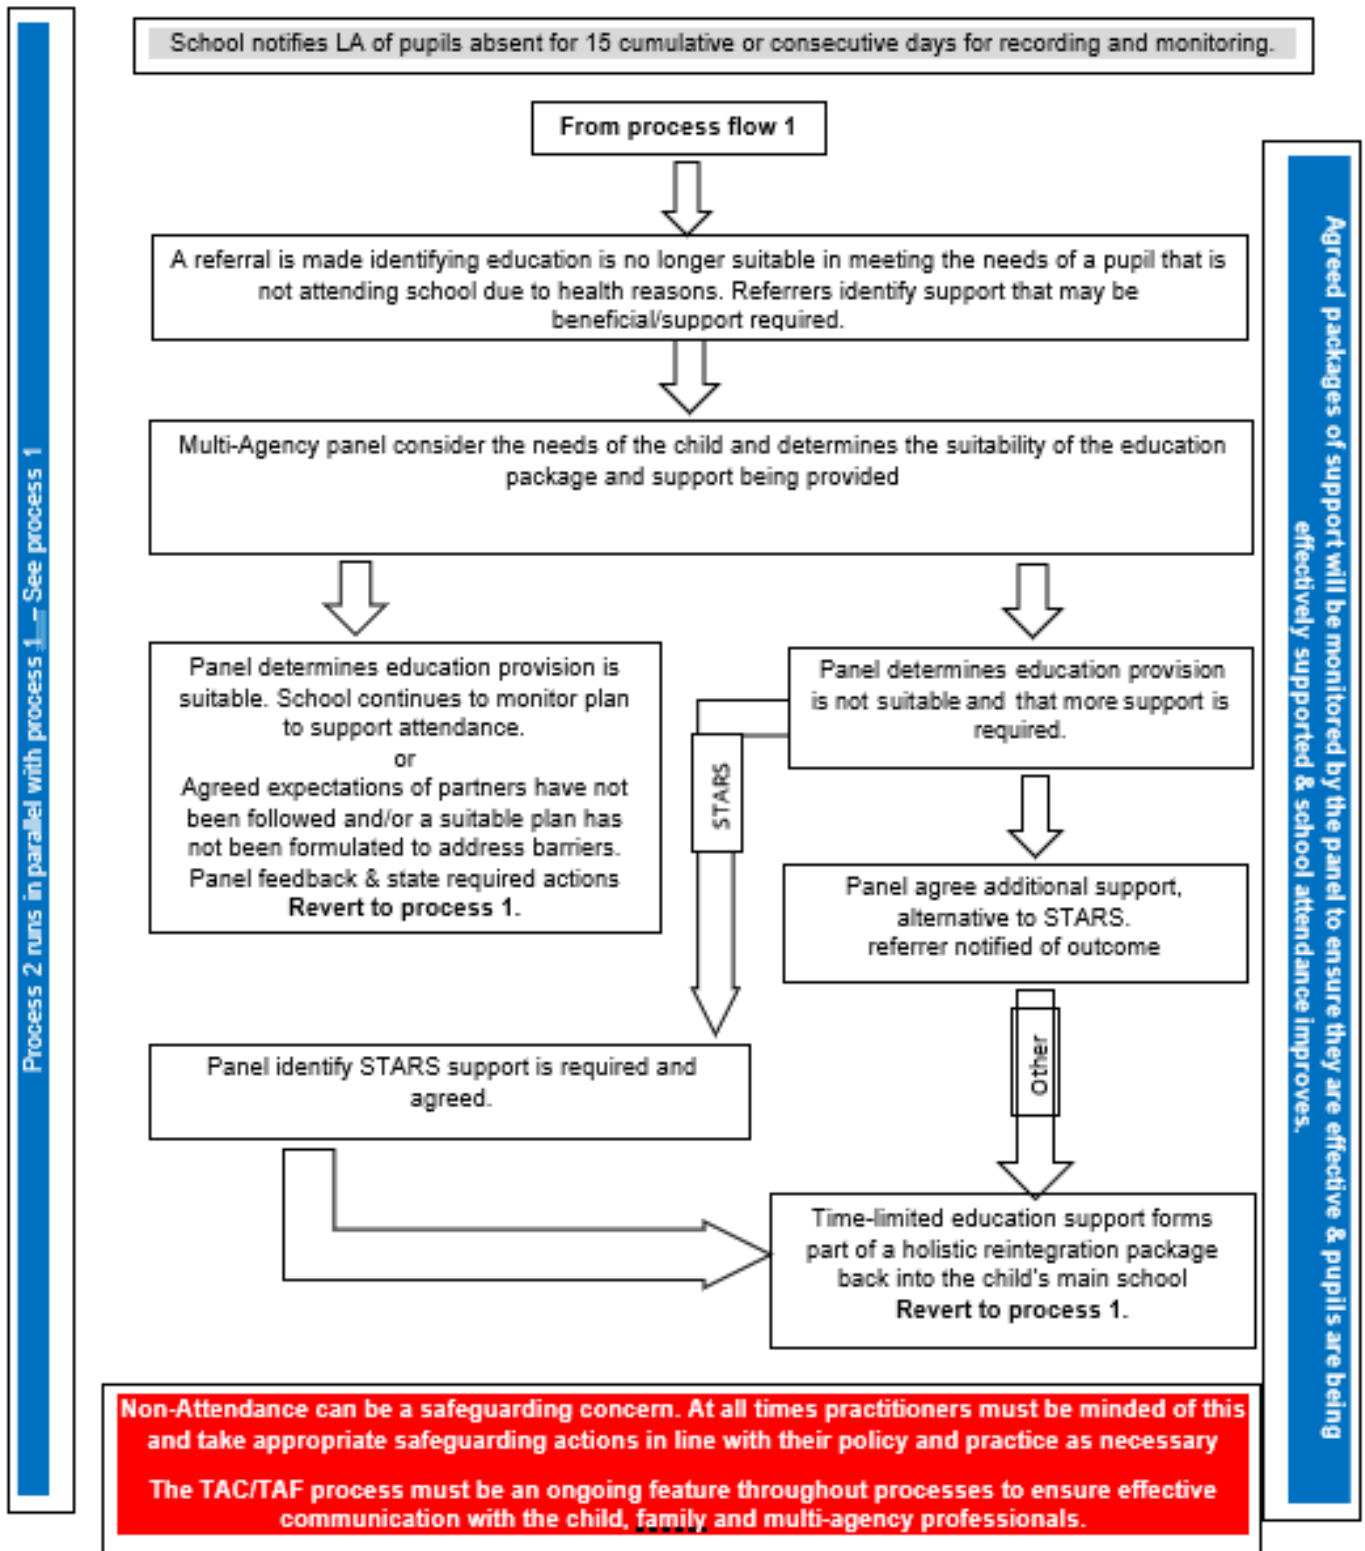 School notifies LA of pupils absent for 15 cumulative or consecutive days for recording and monitoring.
From process flow 1
A referral is made identifying education is no longer suitable in meeting the needs of a pupil that is
not attending school due to health reasons. Referrers identify support that may be
beneficial/support required.
Multi-Agency panel consider the needs of the child and determines the suitability of the education
package and support being provided
Panel determines education provision is
suitable. School continues to monitor plan
to support attendance.
or
Agreed expectations of partners have not
been followed and/or a suitable plan has
not been formulated to address barriers.
Panel feedback & state required actions
Revert to process 1.
Panel determines education provision
is not suitable and that more support is
required.
STARS
Panel agree additional support,
alternative to STARS.
referrer notified of outcome
Panel identify STARS support is required and
agreed.
Other
Time-limited education support forms
part of a holistic reintegration package
back into the child's main school
Revert to process 1.
Non-Attendance can be a safeguarding concern. At all times practitioners must be minded of this
and take appropriate safeguarding actions in line with their policy and practice as necessary
The TAC/TAF process must be an ongoing feature throughout processes to ensure effective
communication with the child, family and multi-agency professionals.
Process 2 runs in parallel with process 1 – See process 1
Agreed packages of support will be monitored by the panel to ensure they are effective & pupils are being
effectively supported & school attendance improves.